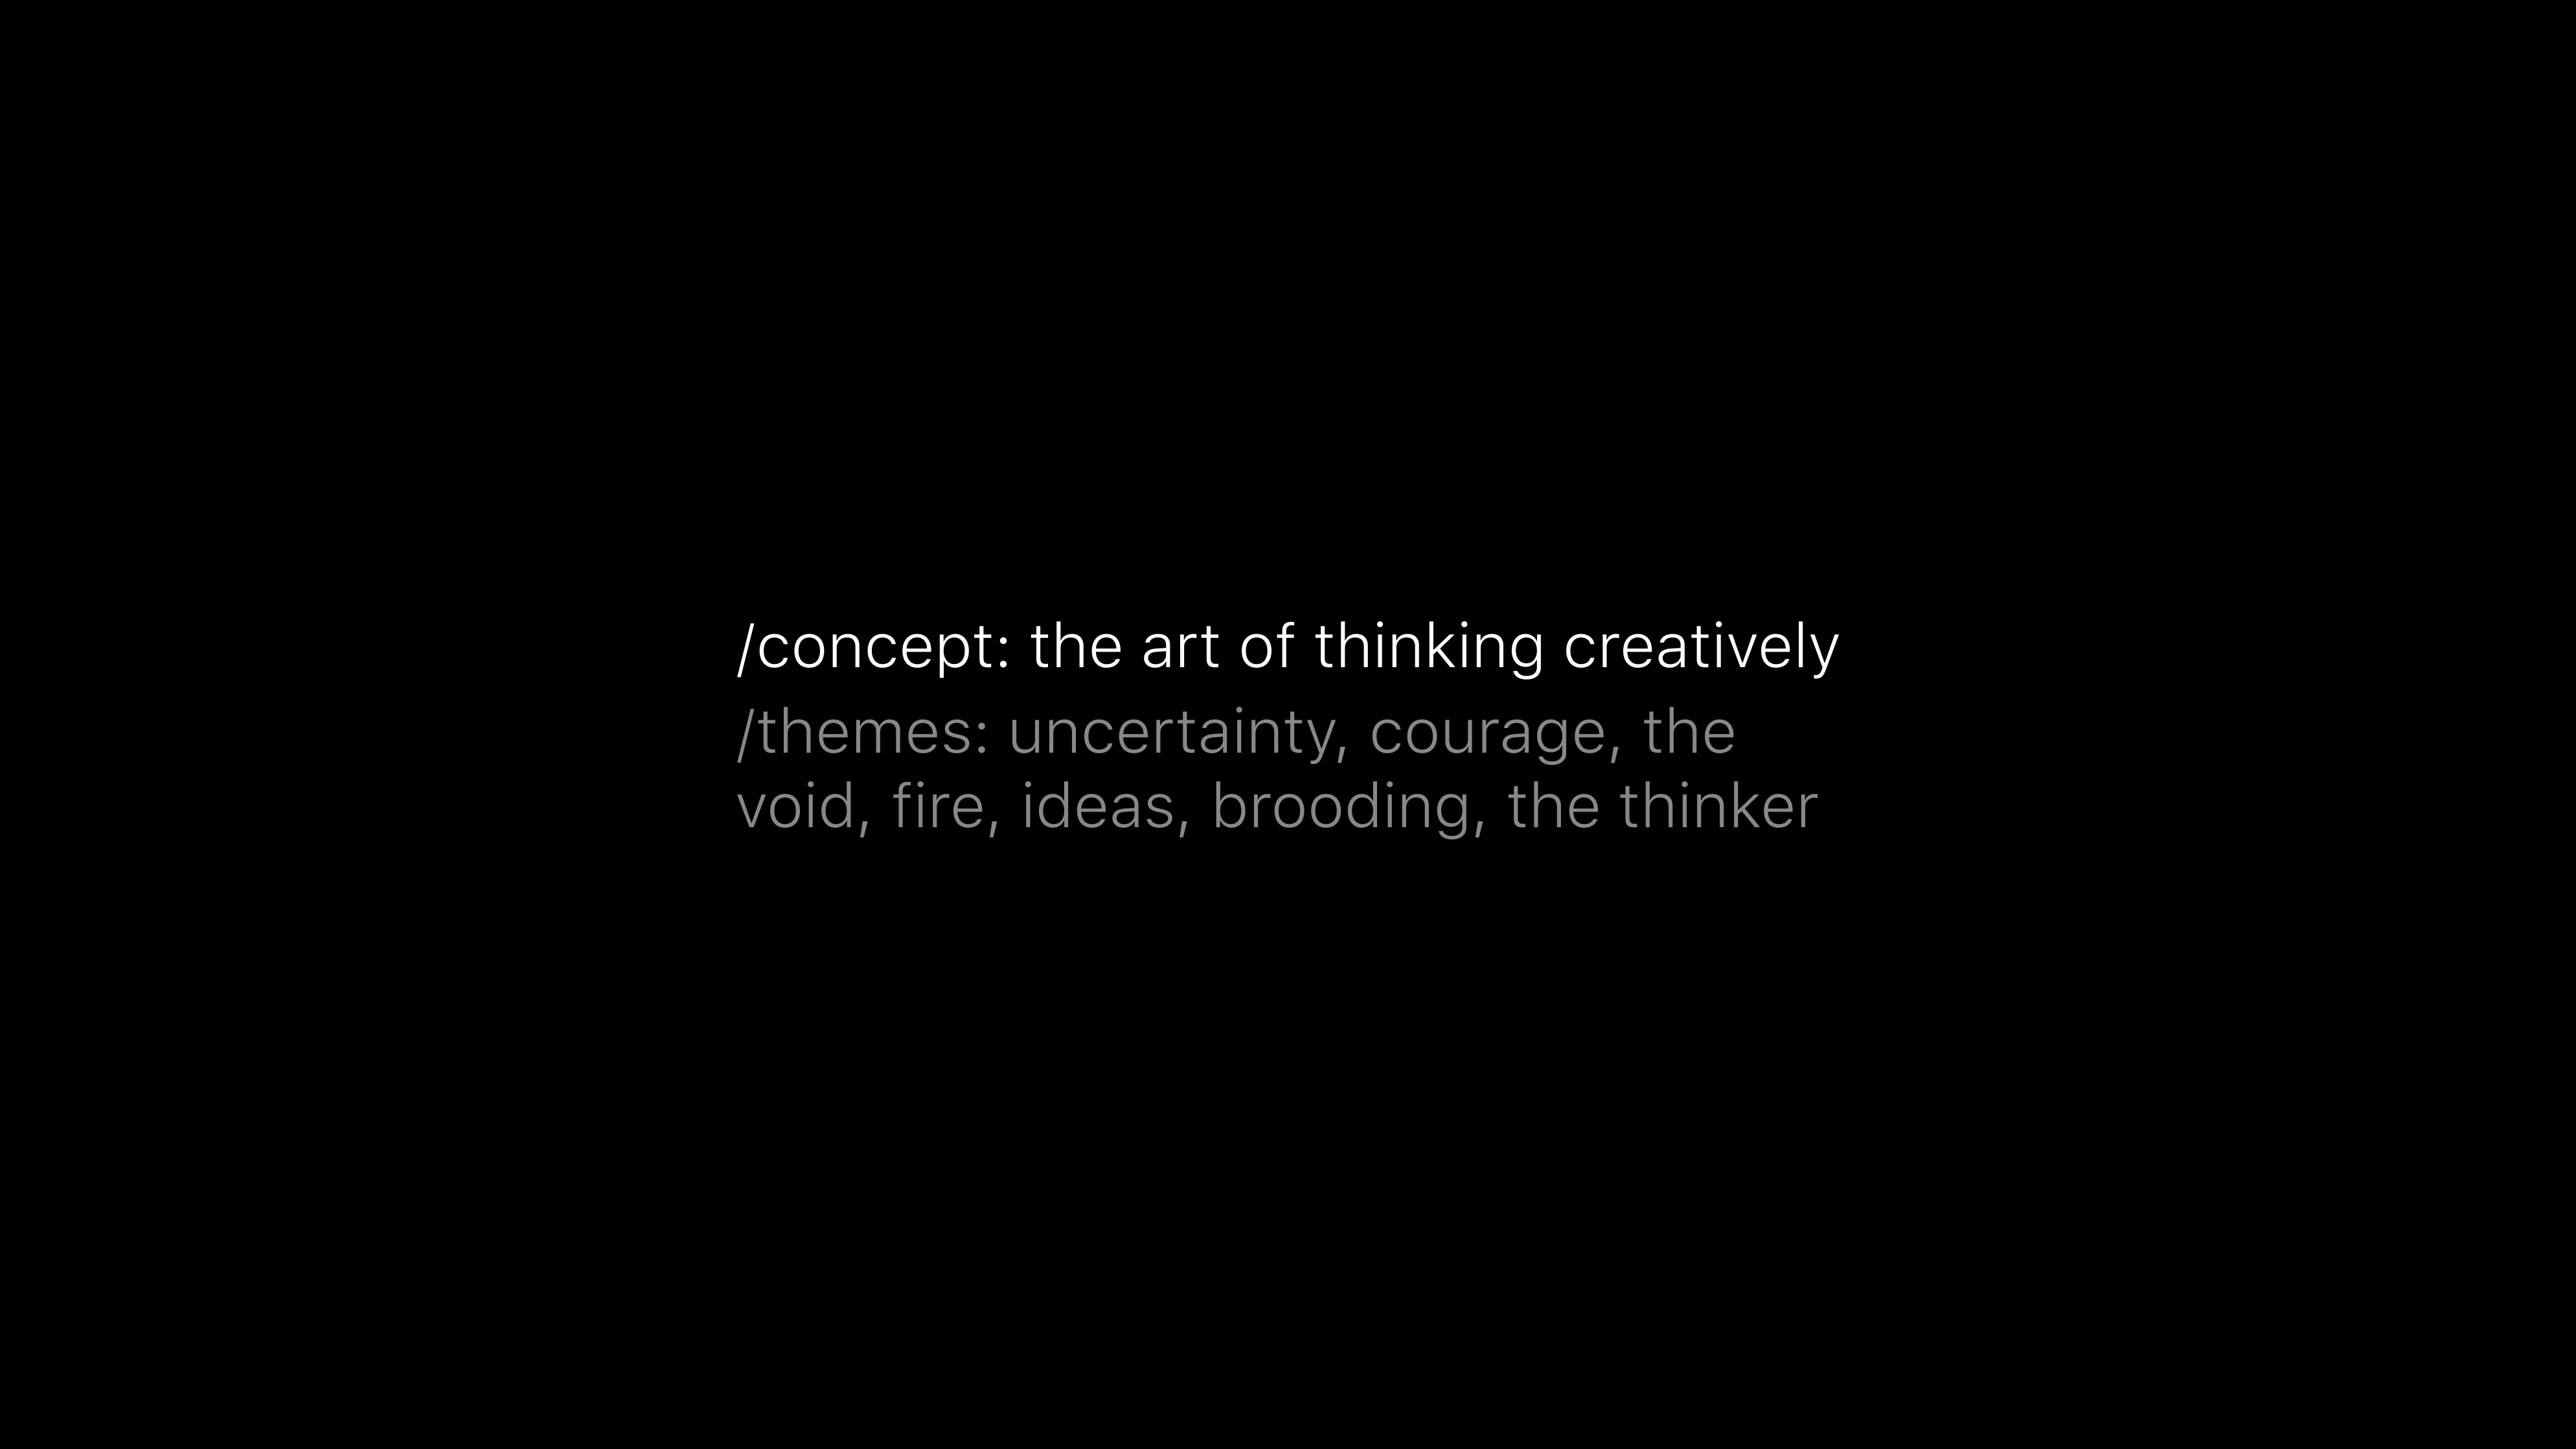 /concept: the art of thinking creatively
/themes: uncertainty, courage, the
void, fire, ideas, brooding, the thinker